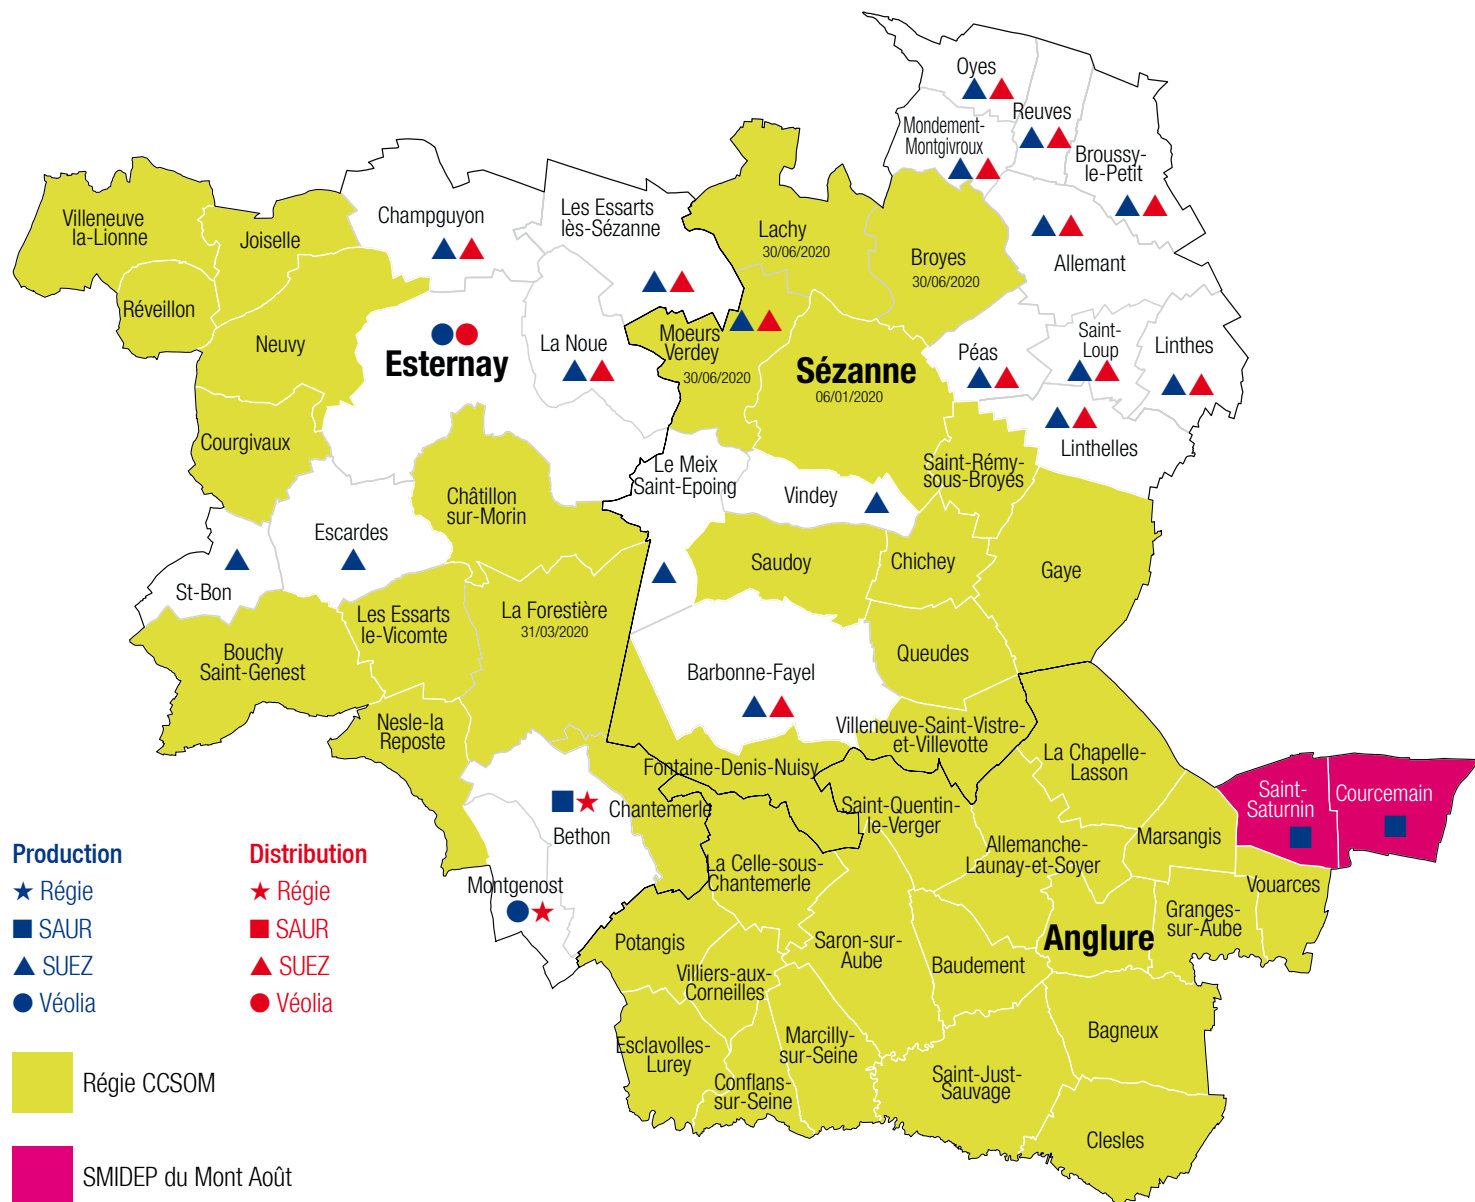 Oyes
Reuves
Mondement-
Montgivroux
Broussy-
le-Petit
Allemant
Villeneuve
la-Lionne
Joiselle
Champguyon
Les Essarts
lès-Sézanne
Lachy
30/06/2020
Broyes
30/06/2020
Réveillon
Neuvy
Esternay
La Noue
Moeurs
Verdey
30/06/2020
Sézanne
06/01/2020
Péas
Saint-
Loup
Linthes
Linthelles
Courgivaux
Châtillon
sur-Morin
Le Meix
Saint-Epoing
Vindey
Saint-Rémy-
sous-Broyes
Escardes
St-Bon
Saudoy
Chichey
Gaye
Les Essarts
le-Vicomte
La Forestière
31/03/2020
Bouchy
Saint-Genest
Barbonne-Fayel
Queudes
Nesle-la
Reposte
Villeneuve-Saint-Vistre-
et-Villevotte
La Chapelle-
Lasson
Fontaine-Denis-Nuisy
Chantemerle
Bethon
Saint-Quentin-
le-Verger
Saint-
Saturnin
Courcemain
Marsangis
Allemanche-
Launay-et-Soyer
La Celle-sous-
Chantemerle
Montgenost
Vouarces
Granges-
sur-Aube
Anglure
Potangis
Saron-sur-
Aube
Baudement
Villiers-aux-
Corneilles
Bagneux
Esclavolles-
Lurey
Marcilly-
sur-Seine
Conflans-
sur-Seine
Saint-Just-
Sauvage
Clesles
Production
Régie
SAUR
SUEZ
Véolia
Distribution
Régie
SAUR
SUEZ
Véolia
Régie CCSOM
SMIDEP du Mont Août